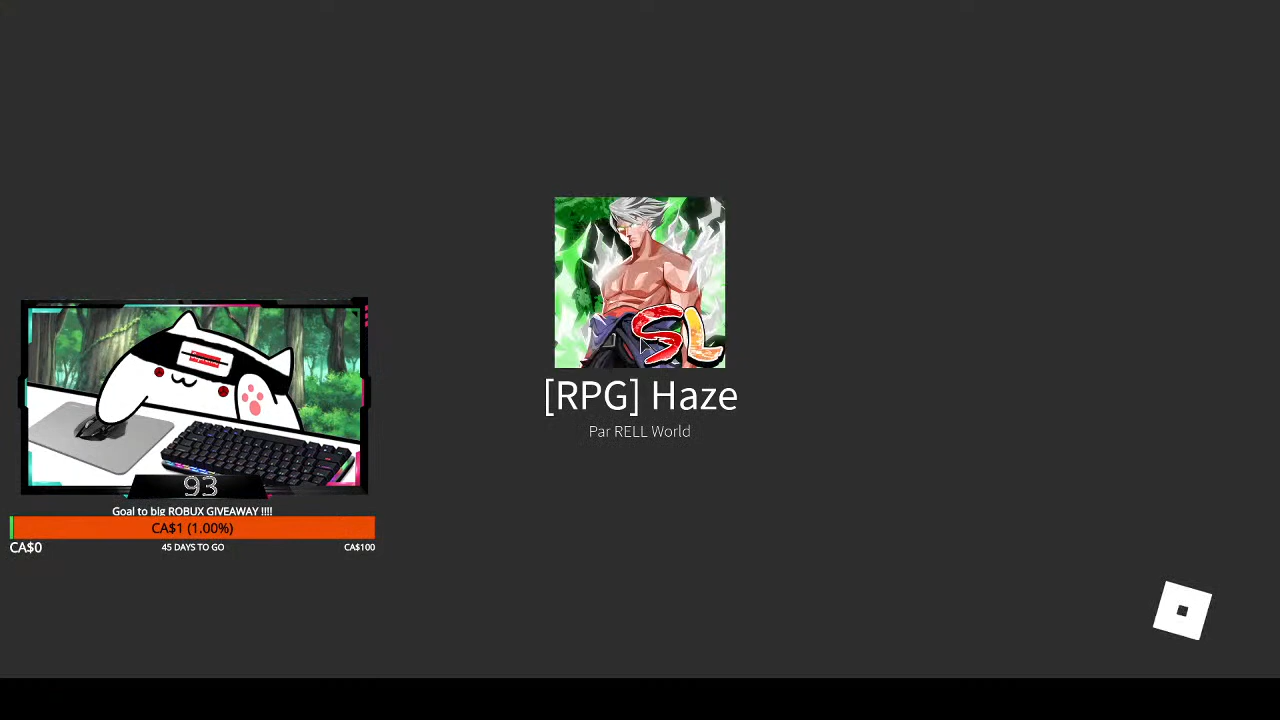 SL
[RPG] Haze
Par RELL World
93
Goal to big ROBUX GIVEAWAY !!!!
CA$1 (1.00%)
CA$0
45 DAYS TO GO
CA$100